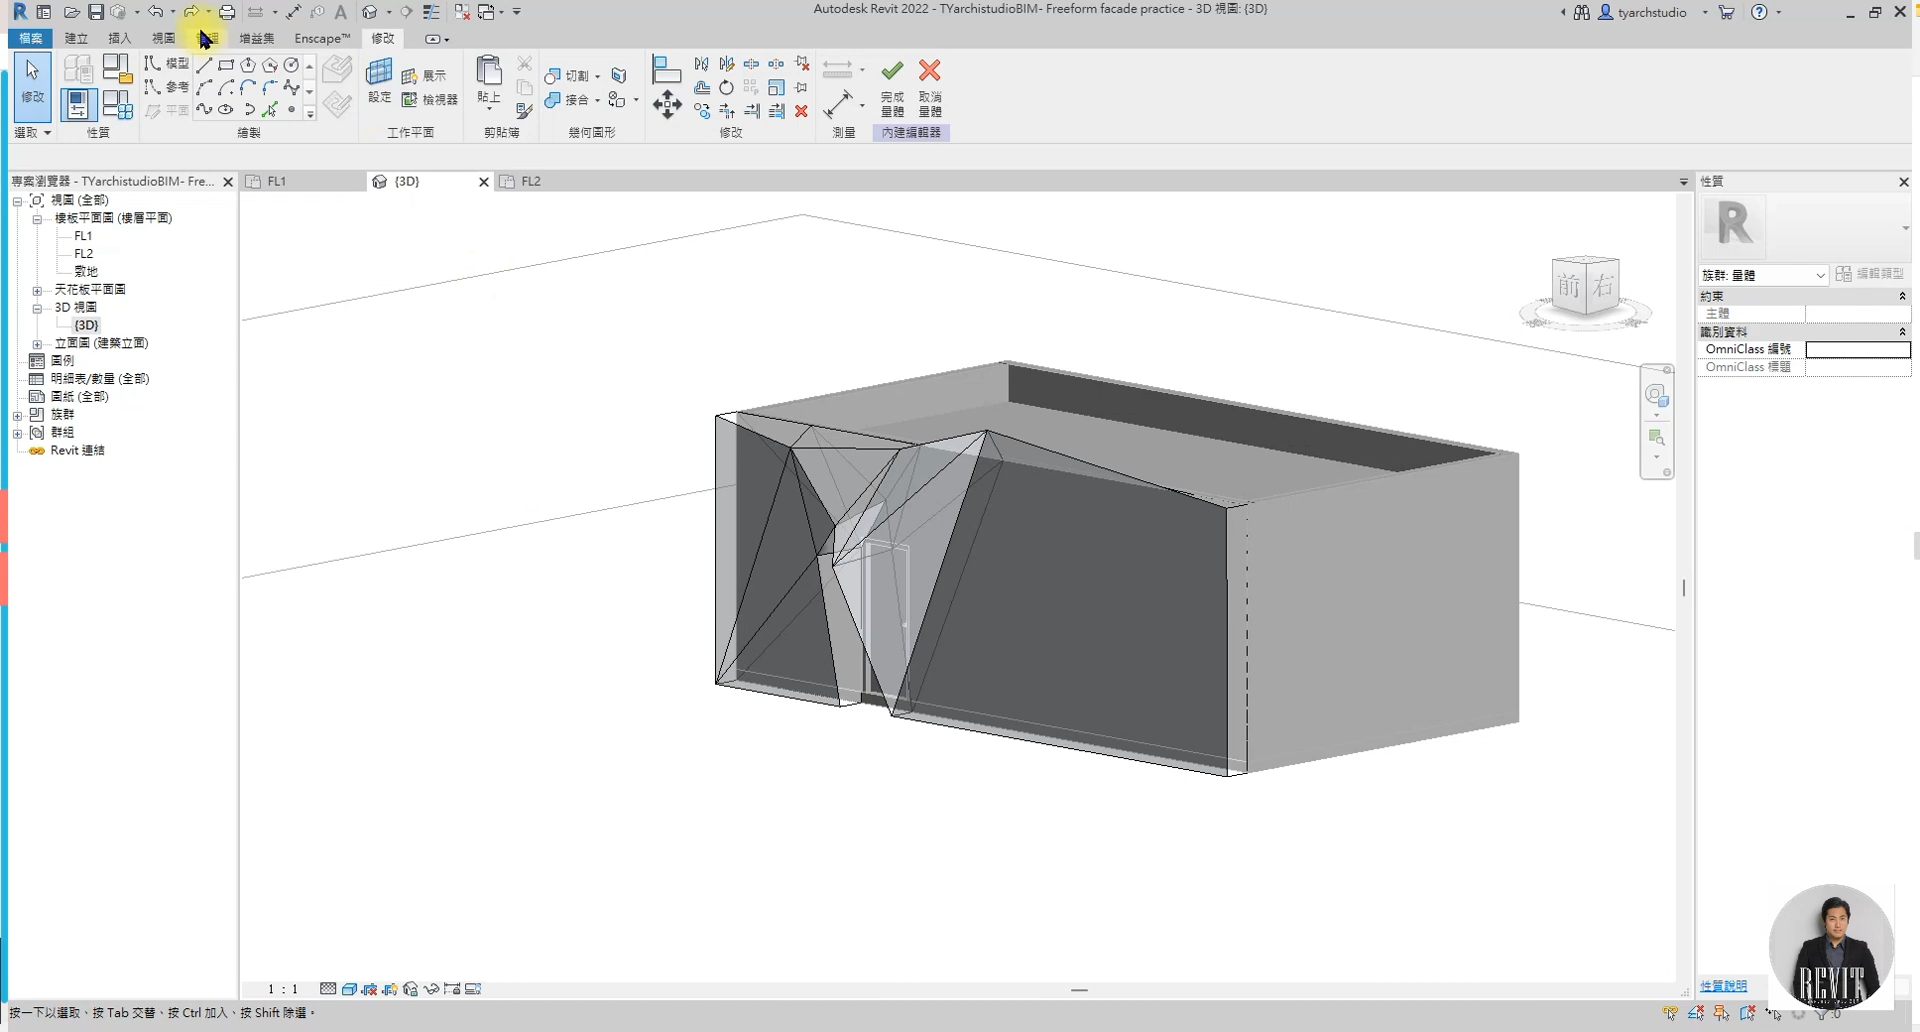 Autodesk Revit 2022 - TYarchistudioBIM- Freeform facade practice - 3D 視圖: {3D}
tyarchstudio
檔案 建立 插入 視圖 管理 增益集 Enscape™ 修改
修改
模型
參考
平面
設定
展示
檢視器
貼上
切割
接合
完成
量體
取消
量體
選取 性質 繪製 工作平面 剪貼簿 幾何圖形 修改 測量 內建編輯器
專案瀏覽器 - TYarchistudioBIM- Fre...
FL1 {3D} FL2
視圖 (全部)
樓板平面圖 (樓層平面)
FL1
FL2
敷地
天花板平面圖
3D 視圖
{3D}
立面圖 (建築立面)
圖例
明細表/數量 (全部)
圖紙 (全部)
族群
群組
Revit 連結
前 右
性質
R
族群: 量體
編輯類型
約束
主體
識別資料
OmniClass 編號
OmniClass 標題
性質說明
REVIT
1 : 1
按一下以選取、按 Tab 交替、按 Ctrl 加入、按 Shift 除選。
:0